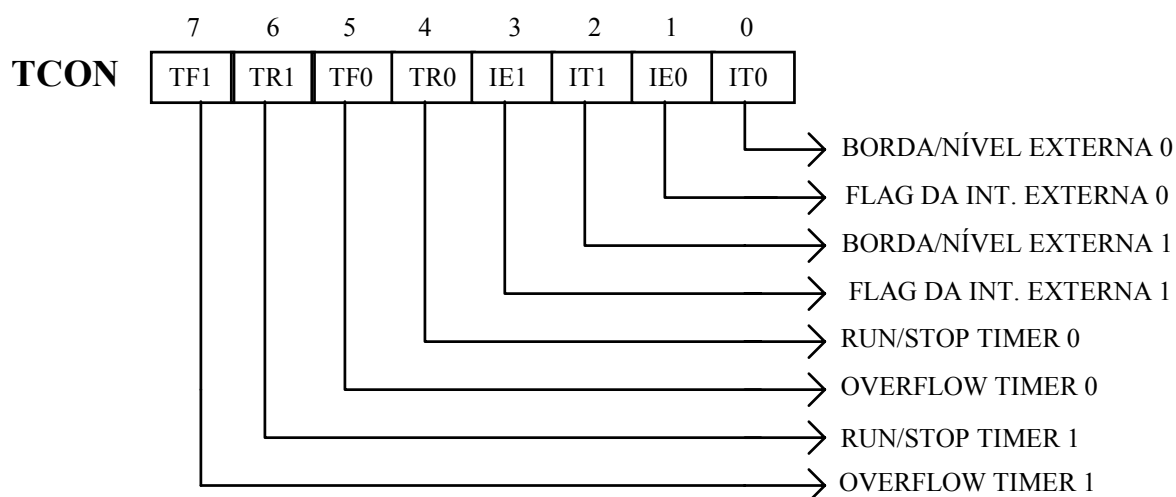 7 6 5 4 3 2 1 0
TCON TF1 TR1 TF0 TR0 IE1 IT1 IE0 IT0
BORDA/NÍVEL EXTERNA 0
FLAG DA INT. EXTERNA 0
BORDA/NÍVEL EXTERNA 1
FLAG DA INT. EXTERNA 1
RUN/STOP TIMER 0
OVERFLOW TIMER 0
RUN/STOP TIMER 1
OVERFLOW TIMER 1